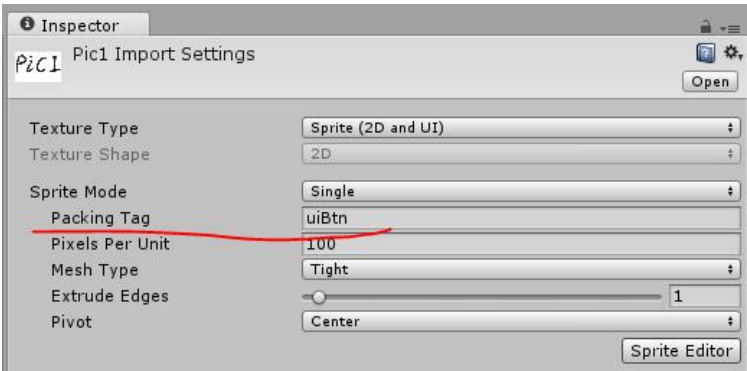 Inspector
Pic1 Pic1 Import Settings
Open
Texture Type Sprite (2D and UI)
Texture Shape 2D
Sprite Mode Single
Packing Tag uiBtn
Pixels Per Unit 100
Mesh Type Tight
Extrude Edges 1
Pivot Center
Sprite Editor